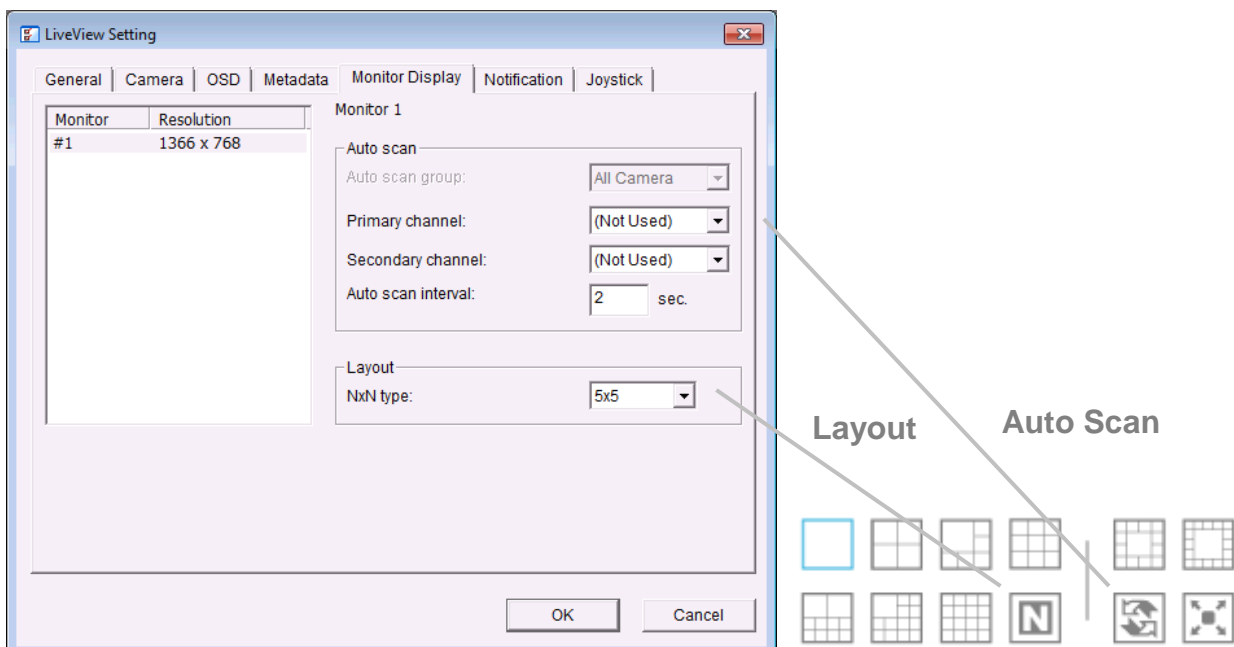 LiveView Setting
General Camera OSD Metadata Monitor Display Notification Joystick
Monitor Resolution
#1 1366 x 768
Monitor 1
Auto scan
Auto scan group: All Camera
Primary channel: (Not Used)
Secondary channel: (Not Used)
Auto scan interval: 2 sec.
Layout
NxN type: 5x5
OK Cancel
Layout
Auto Scan
N